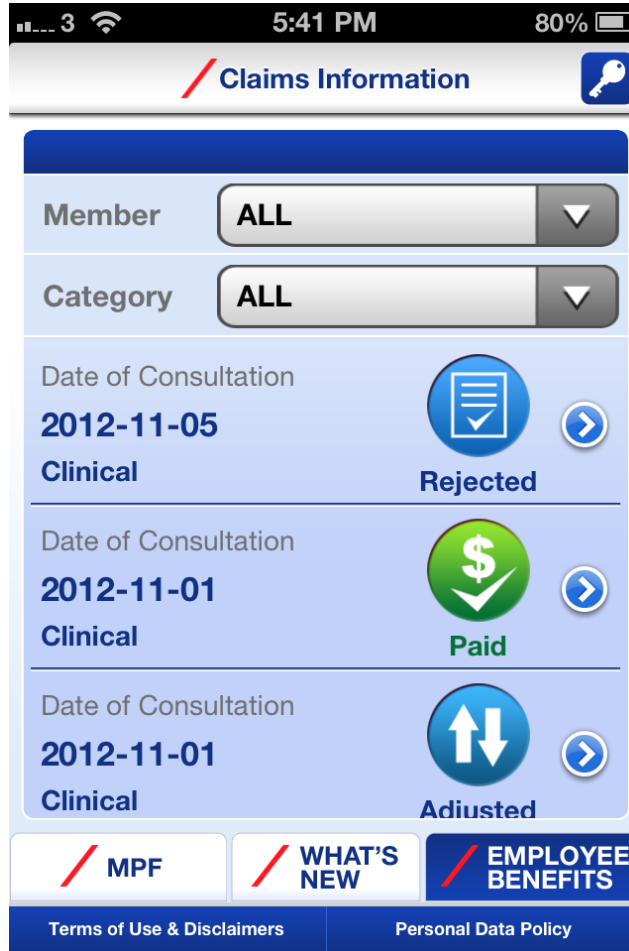 3 5:41 PM 80%
Claims Information
Member ALL
Category ALL
Date of Consultation
2012-11-05
Clinical
Rejected
Date of Consultation
2012-11-01
Clinical
Paid
Date of Consultation
2012-11-01
Clinical
Adjusted
MPF
WHAT'S
NEW
EMPLOYEE
BENEFITS
Terms of Use & Disclaimers
Personal Data Policy